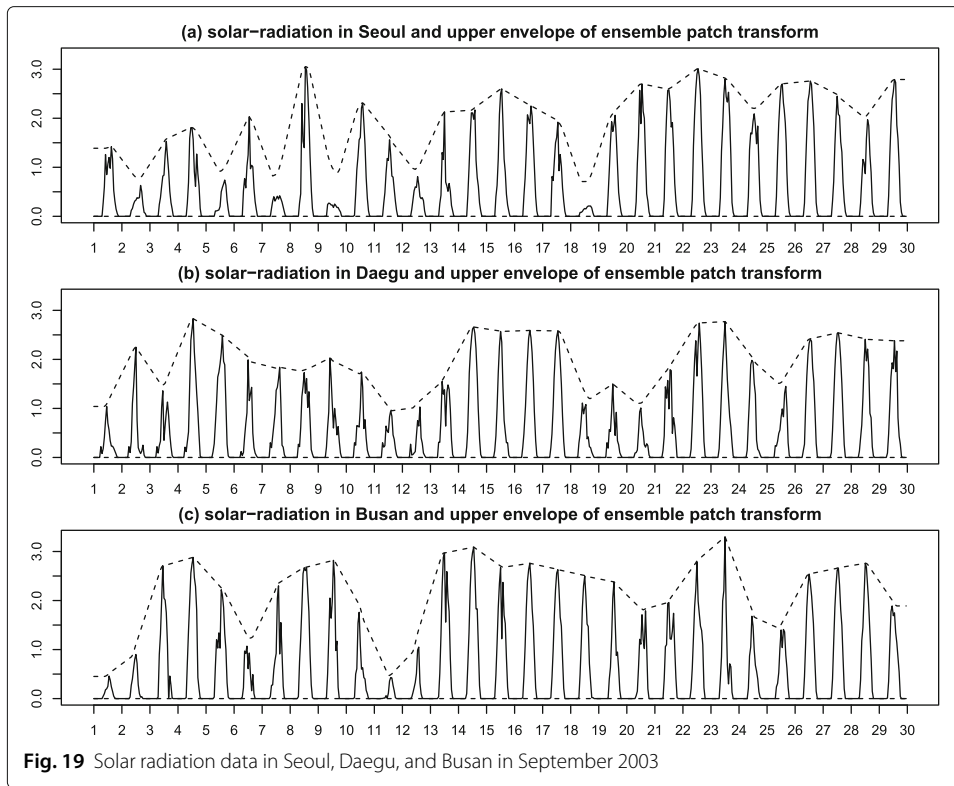 (a) solar−radiation in Seoul and upper envelope of ensemble patch transform
3.0
2.0
1.0
0.0
1 2 3 4 5 6 7 8 9 10 11 12 13 14 15 16 17 18 19 20 21 22 23 24 25 26 27 28 29 30
(b) solar−radiation in Daegu and upper envelope of ensemble patch transform
3.0
2.0
1.0
0.0
1 2 3 4 5 6 7 8 9 10 11 12 13 14 15 16 17 18 19 20 21 22 23 24 25 26 27 28 29 30
(c) solar−radiation in Busan and upper envelope of ensemble patch transform
3.0
2.0
1.0
0.0
1 2 3 4 5 6 7 8 9 10 11 12 13 14 15 16 17 18 19 20 21 22 23 24 25 26 27 28 29 30
Fig. 19 Solar radiation data in Seoul, Daegu, and Busan in September 2003